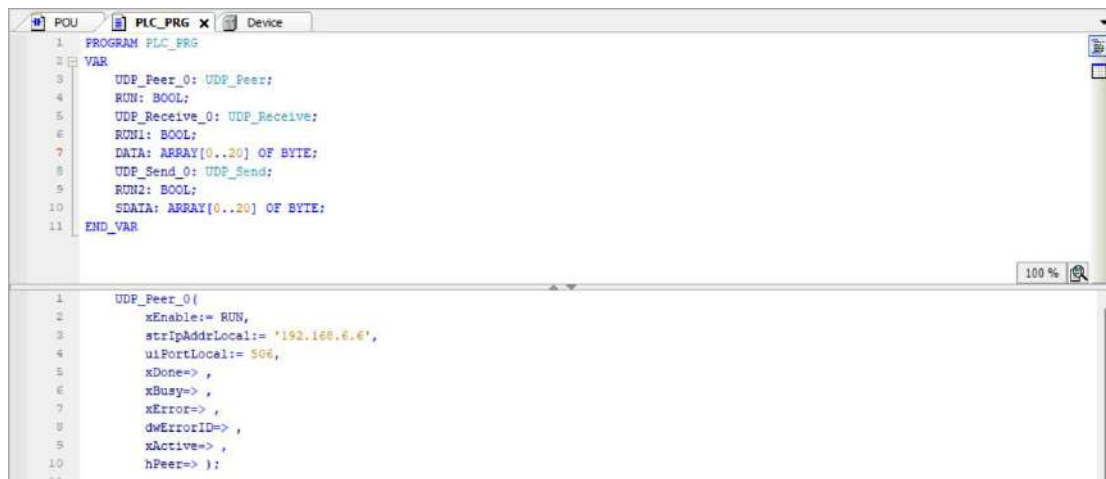 POU PLC_PRG X Device
1 PROGRAM PLC_PRG
2 VAR
3 UDP_Peer_0: UDP_Peer;
4 RUN: BOOL;
5 UDP_Receive_0: UDP_Receive;
6 RUN1: BOOL;
7 DATA: ARRAY[0..20] OF BYTE;
8 UDP_Send_0: UDP_Send;
9 RUN2: BOOL;
10 SDATA: ARRAY[0..20] OF BYTE;
11 END_VAR
100 %
1 UDP_Peer_0(
2 xEnable:= RUN,
3 strIpAddrLocal:= '192.168.6.6',
4 uiPortLocal:= 506,
5 xDone=> ,
6 xBusy=> ,
7 xError=> ,
8 dwErrorID=> ,
9 xActive=> ,
10 hPeer=> );